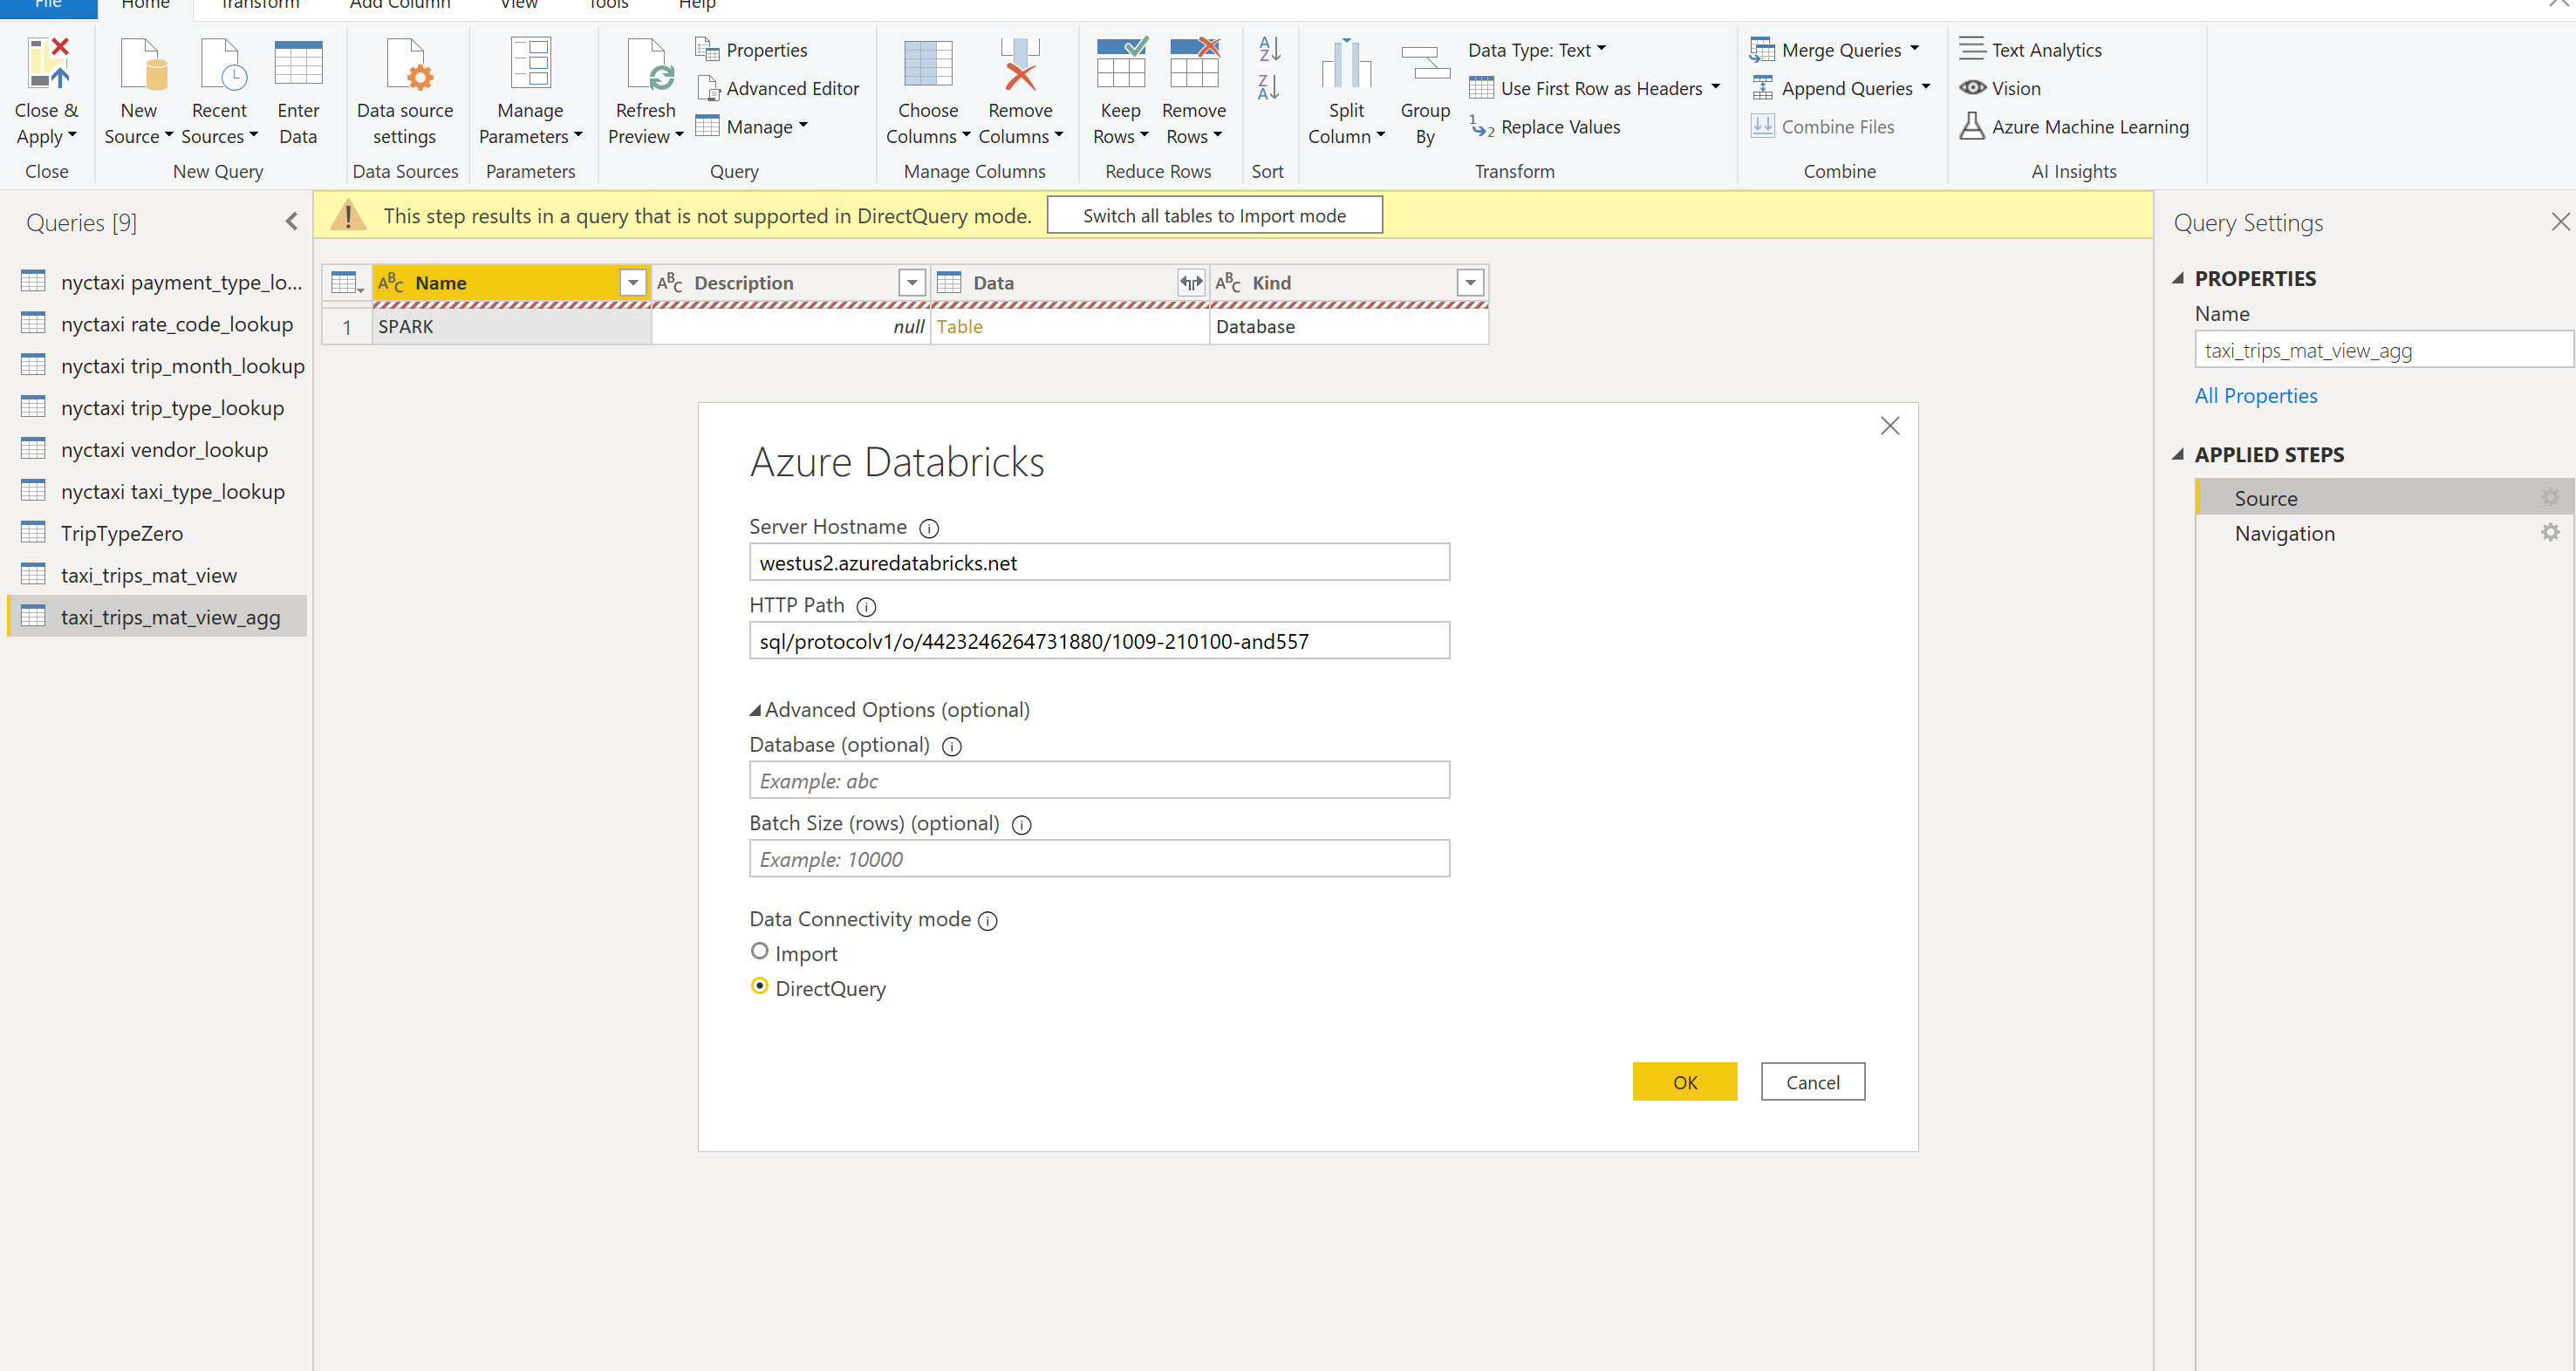 File Home Transform Add Column View Tools Help
Close & Apply
New Source
Recent Sources
Enter Data
Data source settings
Manage Parameters
Refresh Preview
Properties
Advanced Editor
Manage
Choose Columns
Remove Columns
Keep Rows
Remove Rows
Split Column
Group By
Data Type: Text
Use First Row as Headers
Replace Values
Merge Queries
Append Queries
Combine Files
Text Analytics
Vision
Azure Machine Learning
Close New Query Data Sources Parameters Query Manage Columns Reduce Rows Sort Transform Combine AI Insights
Queries [9]
nyctaxi payment_type_lo...
nyctaxi rate_code_lookup
nyctaxi trip_month_lookup
nyctaxi trip_type_lookup
nyctaxi vendor_lookup
nyctaxi taxi_type_lookup
TripTypeZero
taxi_trips_mat_view
taxi_trips_mat_view_agg
This step results in a query that is not supported in DirectQuery mode. Switch all tables to Import mode
Name Description Data Kind
1 SPARK null Table Database
Azure Databricks
Server Hostname
westus2.azuredatabricks.net
HTTP Path
sql/protocolv1/o/4423246264731880/1009-210100-and557
Advanced Options (optional)
Database (optional)
Example: abc
Batch Size (rows) (optional)
Example: 10000
Data Connectivity mode
Import
DirectQuery
OK Cancel
Query Settings
PROPERTIES
Name
taxi_trips_mat_view_agg
All Properties
APPLIED STEPS
Source
Navigation